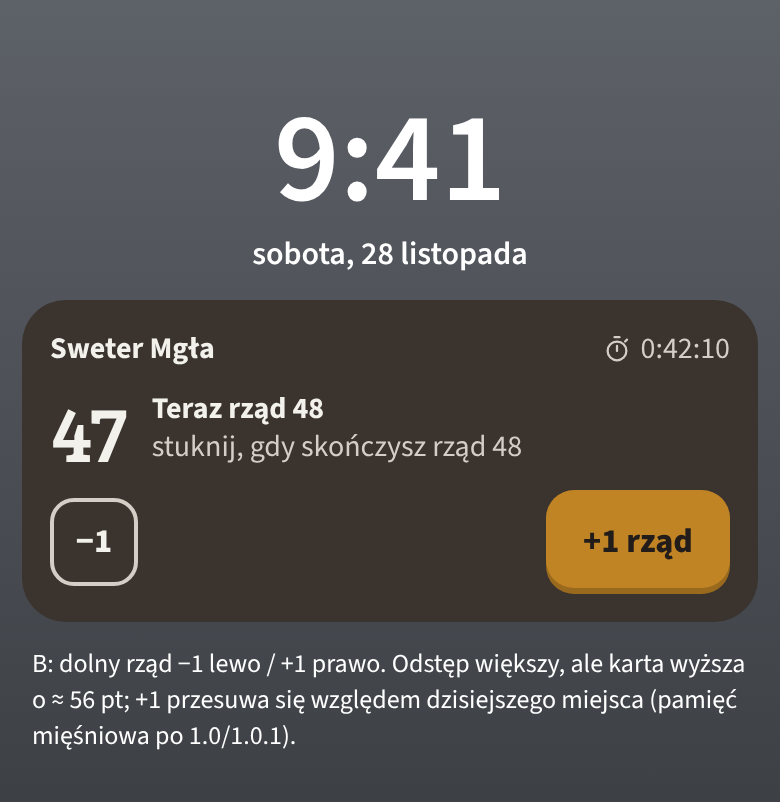 9:41
sobota, 28 listopada
Sweter Mgła
0:42:10
47
Teraz rząd 48
stuknij, gdy skończysz rząd 48
−1
+1 rząd
B: dolny rząd −1 lewo / +1 prawo. Odstęp większy, ale karta wyższa
o ≈ 56 pt; +1 przesuwa się względem dzisiejszego miejsca (pamięć
mięśniowa po 1.0/1.0.1).